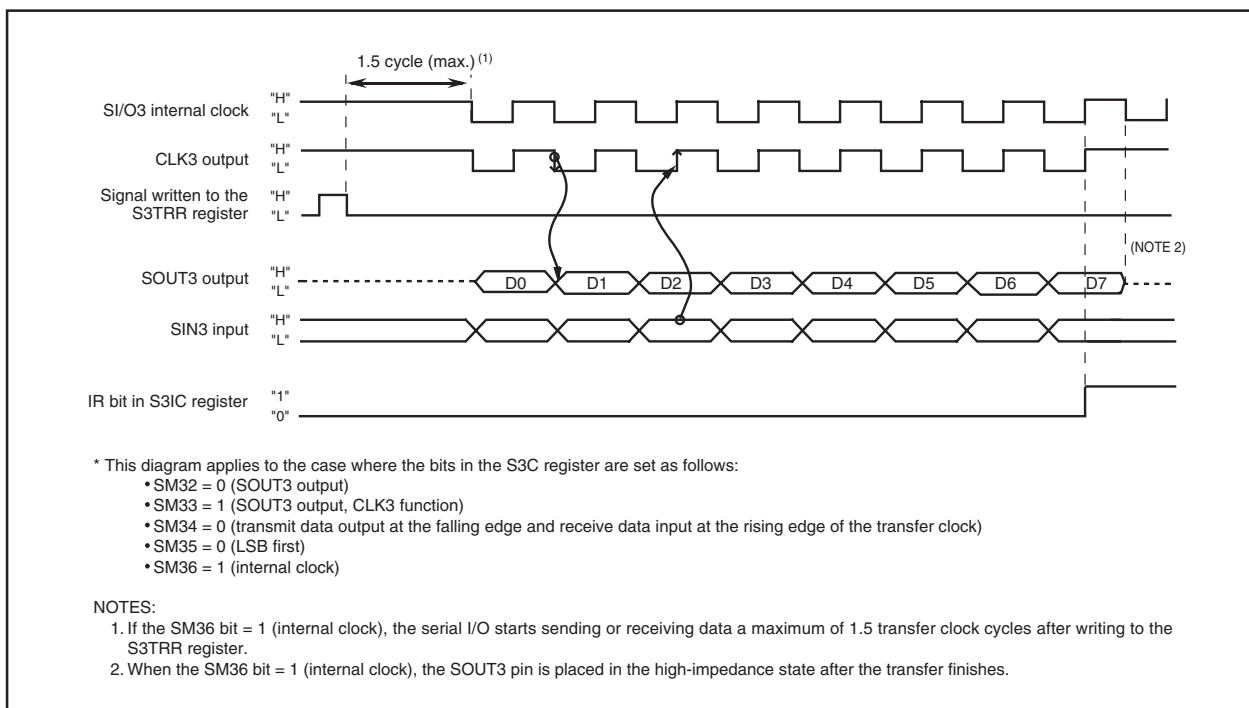 1.5 cycle (max.) (1)
SI/O3 internal clock "H" "L"
CLK3 output "H" "L"
Signal written to the S3TRR register "H" "L"
(NOTE 2)
SOUT3 output "H" "L" D0 D1 D2 D3 D4 D5 D6 D7
SIN3 input "H" "L"
IR bit in S3IC register "1" "0"
* This diagram applies to the case where the bits in the S3C register are set as follows:
• SM32 = 0 (SOUT3 output)
• SM33 = 1 (SOUT3 output, CLK3 function)
• SM34 = 0 (transmit data output at the falling edge and receive data input at the rising edge of the transfer clock)
• SM35 = 0 (LSB first)
• SM36 = 1 (internal clock)
NOTES:
1. If the SM36 bit = 1 (internal clock), the serial I/O starts sending or receiving data a maximum of 1.5 transfer clock cycles after writing to the
S3TRR register.
2. When the SM36 bit = 1 (internal clock), the SOUT3 pin is placed in the high-impedance state after the transfer finishes.